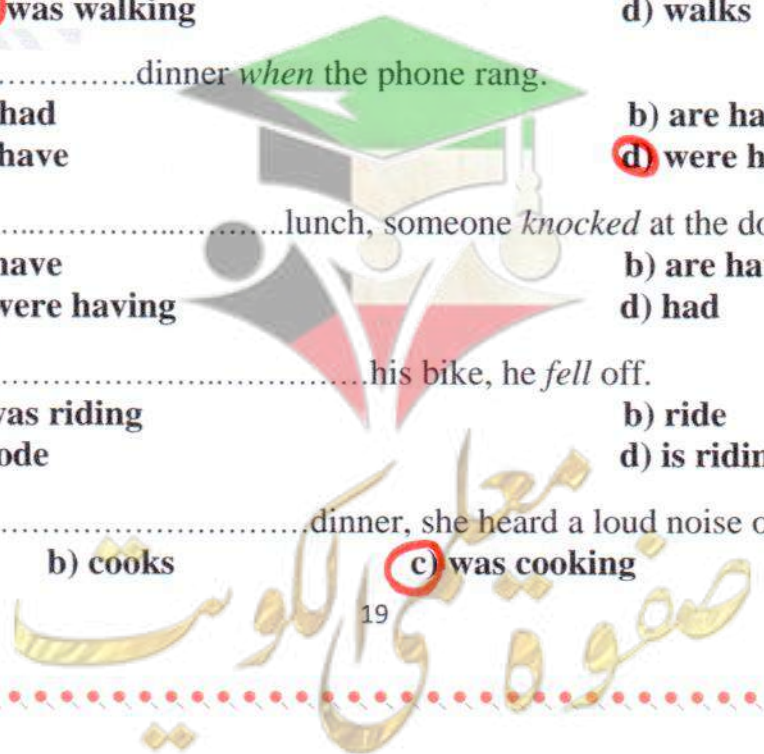 was walking d) walks
..............dinner when the phone rang.
had b) are ha
have d) were h
..............................lunch, someone knocked at the do
have b) are ha
were having d) had
........................................his bike, he fell off.
was riding b) ride
ode d) is ridin
..................................dinner, she heard a loud noise o
b) cooks c) was cooking
19
صفوة معلمي الكويت